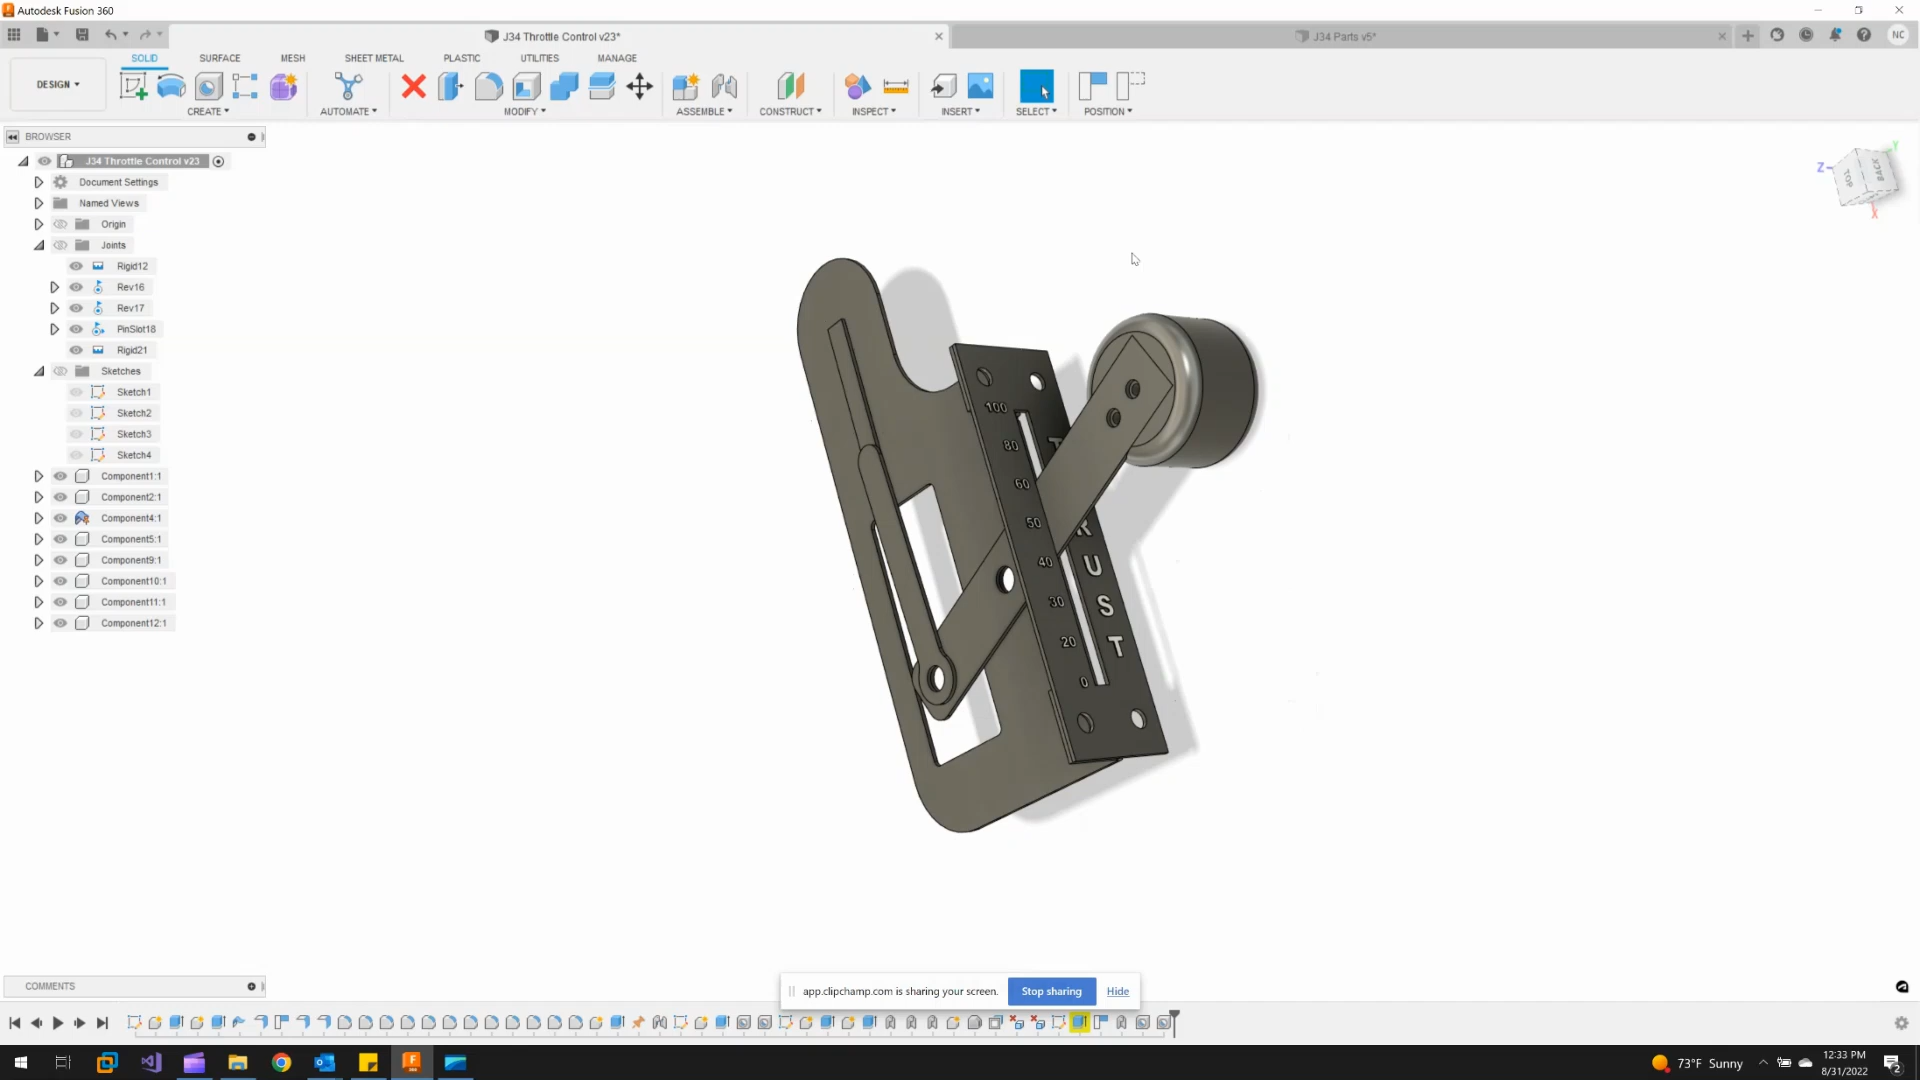 Autodesk Fusion 360
J34 Throttle Control v23*
J34 Parts v5*
NC
SOLID
SURFACE
MESH
SHEET METAL
PLASTIC
UTILITIES
MANAGE
DESIGN
CREATE
AUTOMATE
MODIFY
ASSEMBLE
CONSTRUCT
INSPECT
INSERT
SELECT
POSITION
BROWSER
J34 Throttle Control v23
Document Settings
Named Views
Origin
Joints
Rigid12
Rev16
Rev17
PinSlot18
Rigid21
Sketches
Sketch1
Sketch2
Sketch3
Sketch4
Component1:1
Component2:1
Component4:1
Component5:1
Component9:1
Component10:1
Component11:1
Component12:1
Y
Z
X
BACK
100
80
60
50
40
30
20
0
T
R
U
S
T
COMMENTS
app.clipchamp.com is sharing your screen.
Stop sharing
Hide
73°F Sunny
12:33 PM
8/31/2022
2